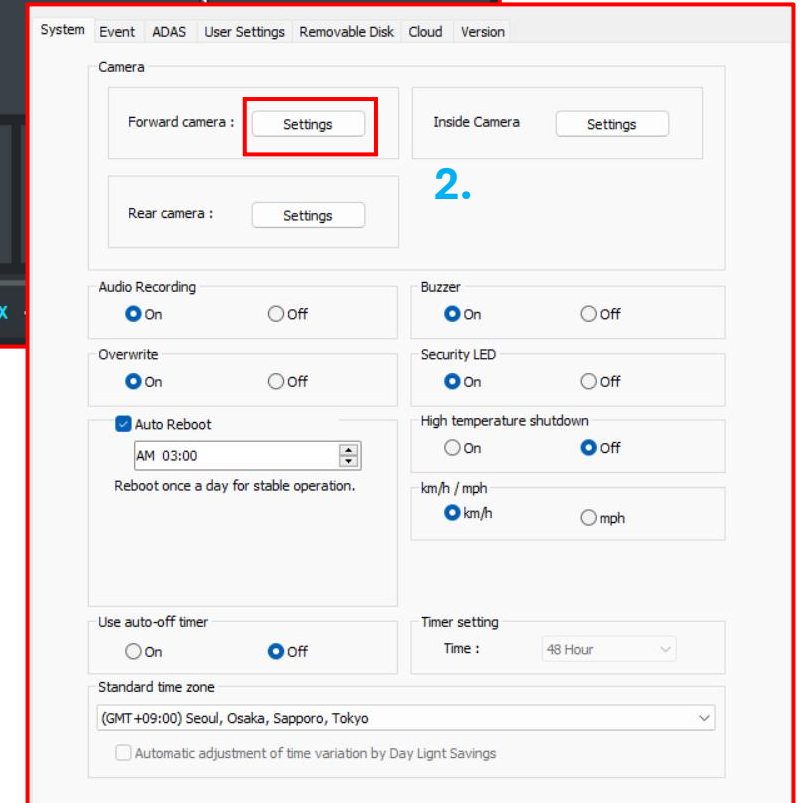 System Event ADAS User Settings Removable Disk Cloud Version
Camera
Forward camera : Settings
Inside Camera Settings
2.
Rear camera : Settings
Audio Recording
On Off
Buzzer
On Off
Overwrite
On Off
Security LED
On Off
Auto Reboot
AM 03:00
Reboot once a day for stable operation.
High temperature shutdown
On Off
km/h / mph
km/h mph
Use auto-off timer
On Off
Timer setting
Time : 48 Hour
Standard time zone
(GMT+09:00) Seoul, Osaka, Sapporo, Tokyo
Automatic adjustment of time variation by Day Lignt Savings